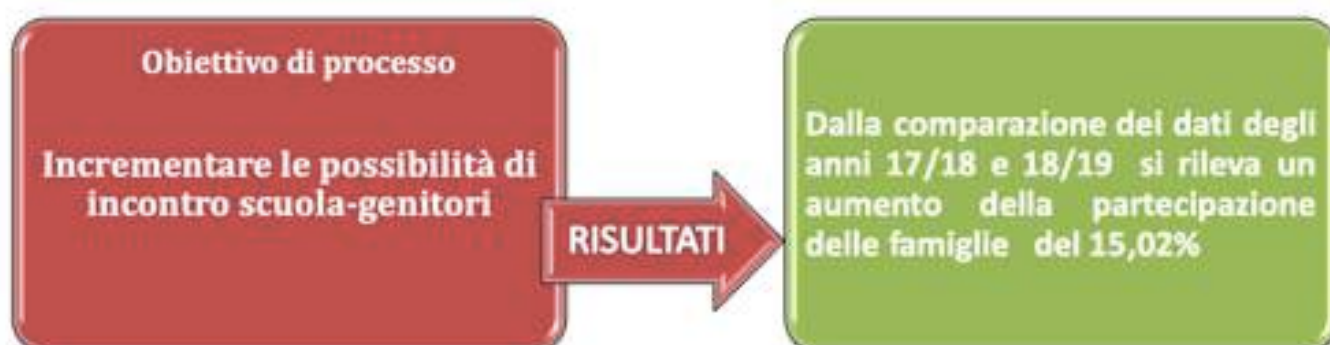 Obiettivo di processo
Incrementare le possibilità di
incontro scuola-genitori
RISULTATI
Dalla comparazione dei dati degli
anni 17/18 e 18/19 si rileva un
aumento della partecipazione
delle famiglie del 15,02%